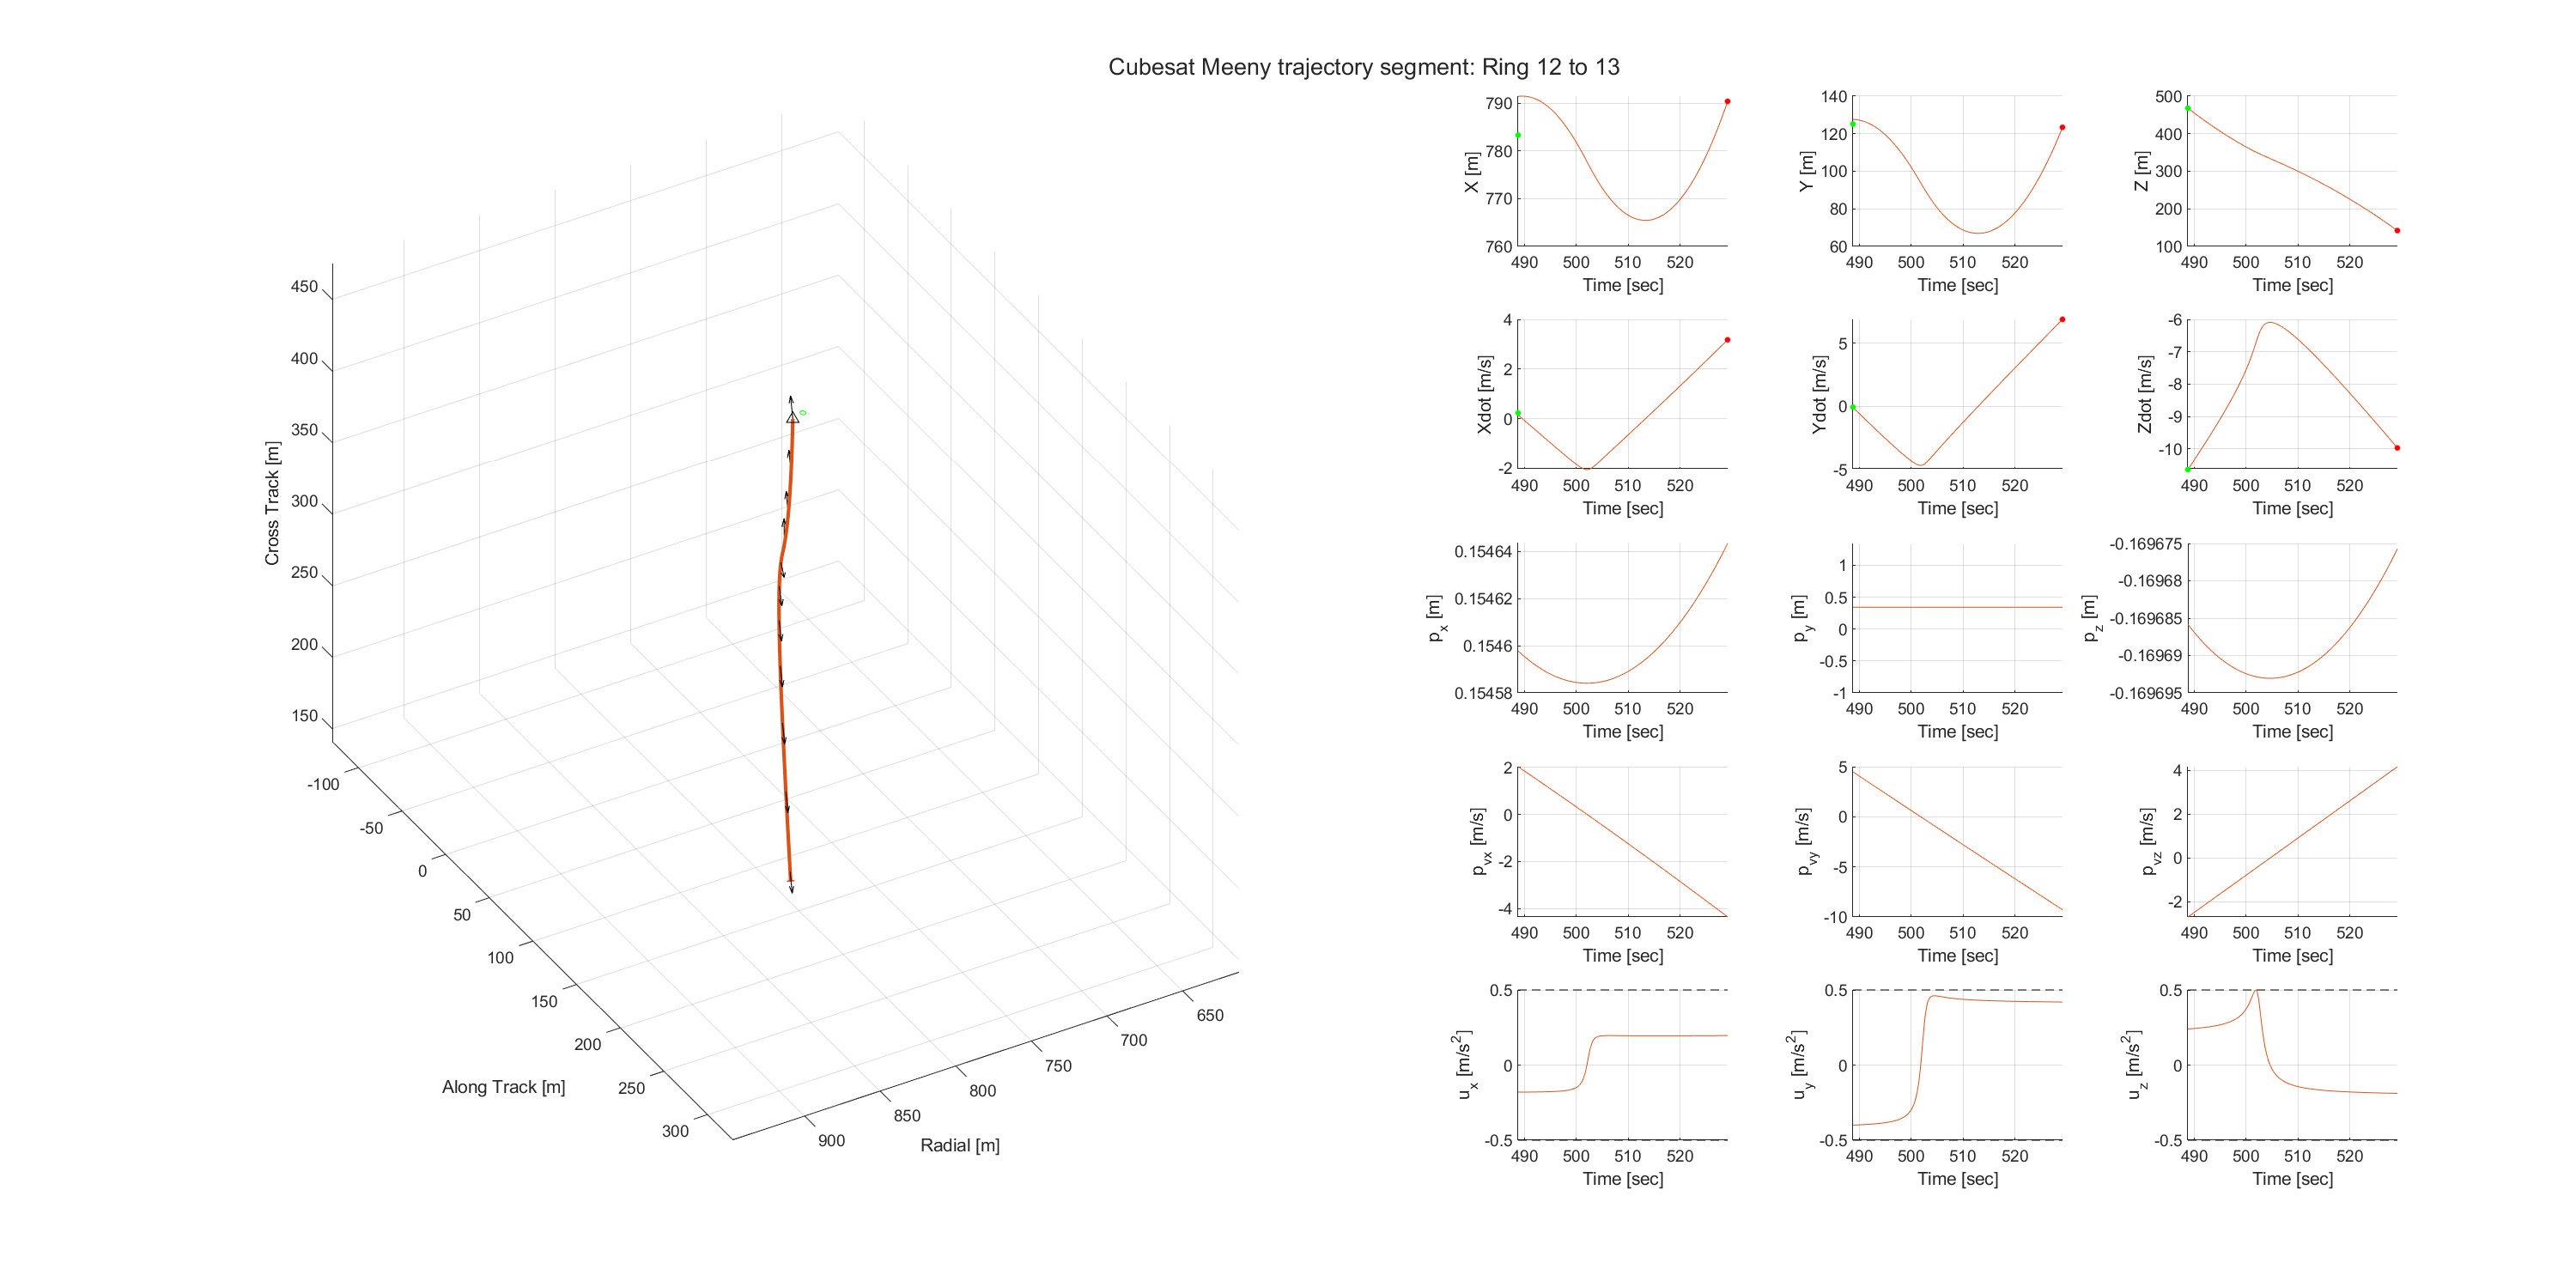 Cubesat Meeny trajectory segment: Ring 12 to 13
450
400
350
300
250
200
150
Cross Track [m]
-100
-50
0
50
100
150
200
250
300
Along Track [m]
900
850
800
750
700
650
Radial [m]
790
780
770
760
X [m]
490 500 510 520
Time [sec]
140
120
100
80
60
Y [m]
490 500 510 520
Time [sec]
500
400
300
200
100
Z [m]
490 500 510 520
Time [sec]
4
2
0
-2
Xdot [m/s]
490 500 510 520
Time [sec]
5
0
-5
Ydot [m/s]
490 500 510 520
Time [sec]
-6
-7
-8
-9
-10
Zdot [m/s]
490 500 510 520
Time [sec]
0.15464
0.15462
0.1546
0.15458
p_x [m]
490 500 510 520
Time [sec]
1
0.5
0
-0.5
-1
p_y [m]
490 500 510 520
Time [sec]
-0.169675
-0.16968
-0.169685
-0.16969
-0.169695
p_z [m]
490 500 510 520
Time [sec]
2
0
-2
-4
p_vx [m/s]
490 500 510 520
Time [sec]
5
0
-5
-10
p_vy [m/s]
490 500 510 520
Time [sec]
4
2
0
-2
p_vz [m/s]
490 500 510 520
Time [sec]
0.5
0
-0.5
u_x [m/s²]
490 500 510 520
Time [sec]
0.5
0
-0.5
u_y [m/s²]
490 500 510 520
Time [sec]
0.5
0
-0.5
u_z [m/s²]
490 500 510 520
Time [sec]